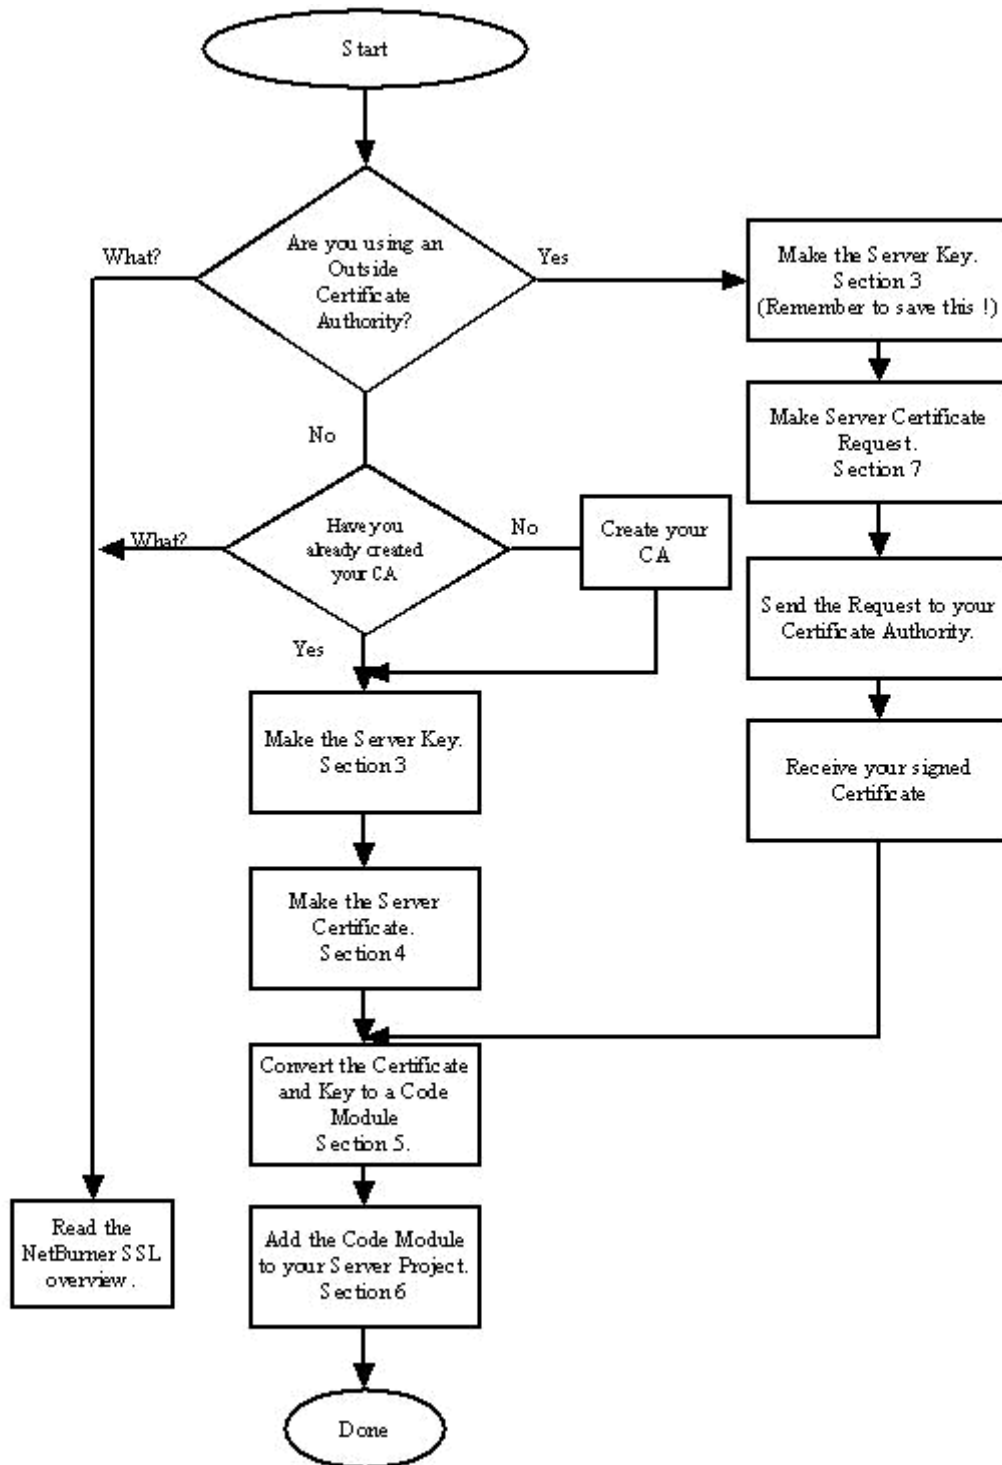 Start
Are you using an
Outside
Certificate
Authority?
What?
Yes
Make the Server Key.
Section 3
(Remember to save this !)
Make Server Certificate
Request.
Section 7
No
Have you
already created
your CA
What?
No
Create your
CA
Send the Request to your
Certificate Authority.
Yes
Make the Server Key.
Section 3
Receive your signed
Certificate
Make the Server
Certificate.
Section 4
Convert the Certificate
and Key to a Code
Module
Section 5.
Read the
NetBurner SSL
overview.
Add the Code Module
to your Server Project.
Section 6
Done